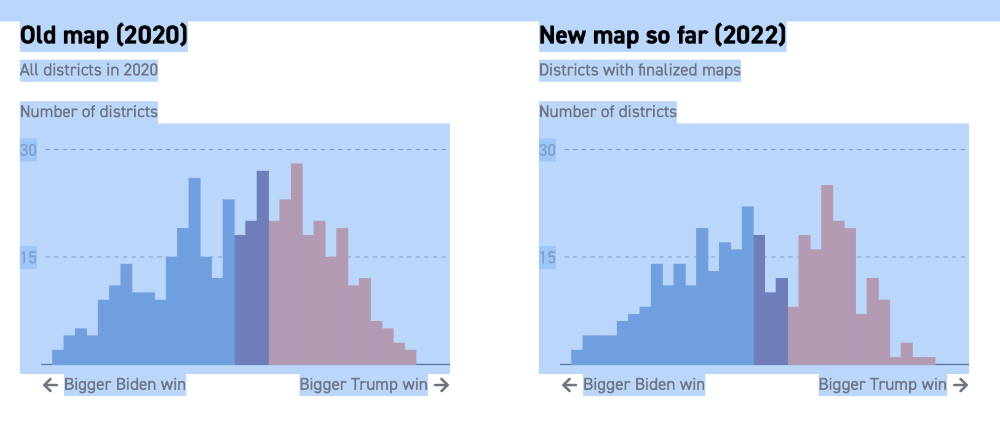 Old map (2020)
All districts in 2020
Number of districts
30
15
← Bigger Biden win
Bigger Trump win →
New map so far (2022)
Districts with finalized maps
Number of districts
30
15
← Bigger Biden win
Bigger Trump win →